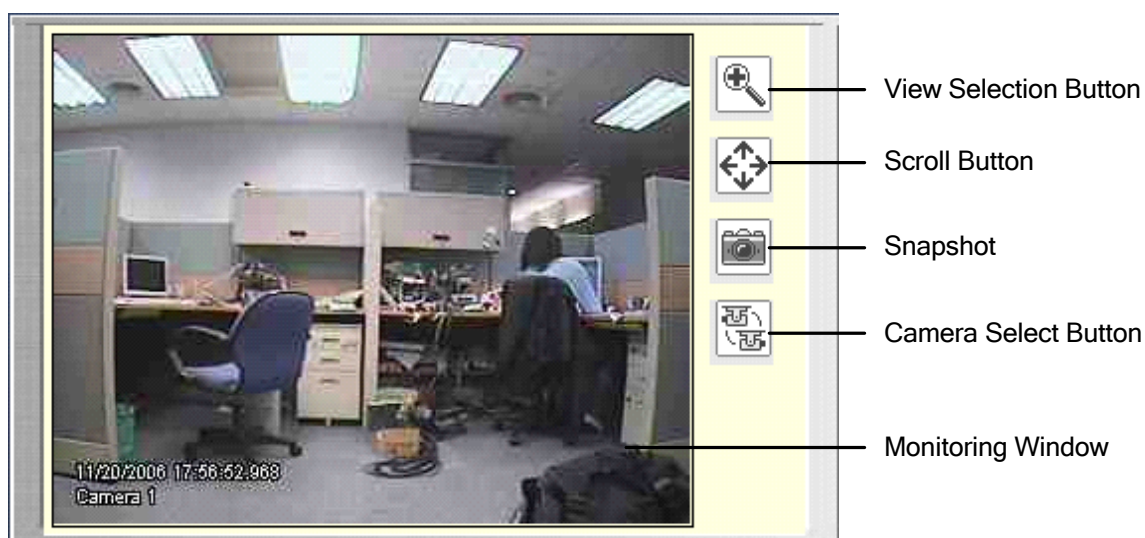 View Selection Button
Scroll Button
Snapshot
Camera Select Button
Monitoring Window
11/20/2006 17:56:52.968
Camera 1